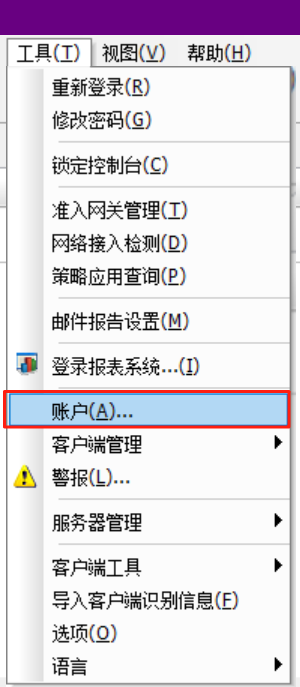 工具(T) 视图(V) 帮助(H)
重新登录(R)
修改密码(G)
锁定控制台(C)
准入网关管理(T)
网络接入检测(D)
策略应用查询(P)
邮件报告设置(M)
登录报表系统...(I)
账户(A)...
客户端管理
警报(L)...
服务器管理
客户端工具
导入客户端识别信息(F)
选项(O)
语言